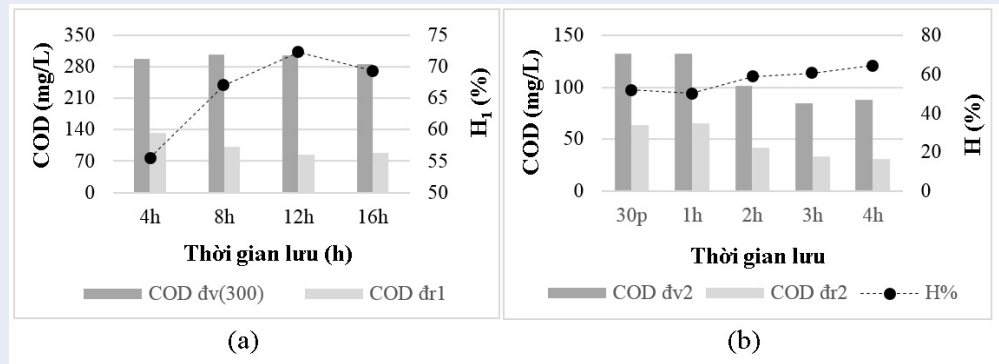 350
280
210
140
70
0
COD (mg/L)
75
70
65
60
55
50
H₁ (%)
4h 8h 12h 16h
Thời gian lưu (h)
COD đv(300) COD đr1
(a)
150
100
50
0
COD (mg/L)
80
60
40
20
0
H (%)
30p 1h 2h 3h 4h
Thời gian lưu
COD đv2 COD đr2 H%
(b)